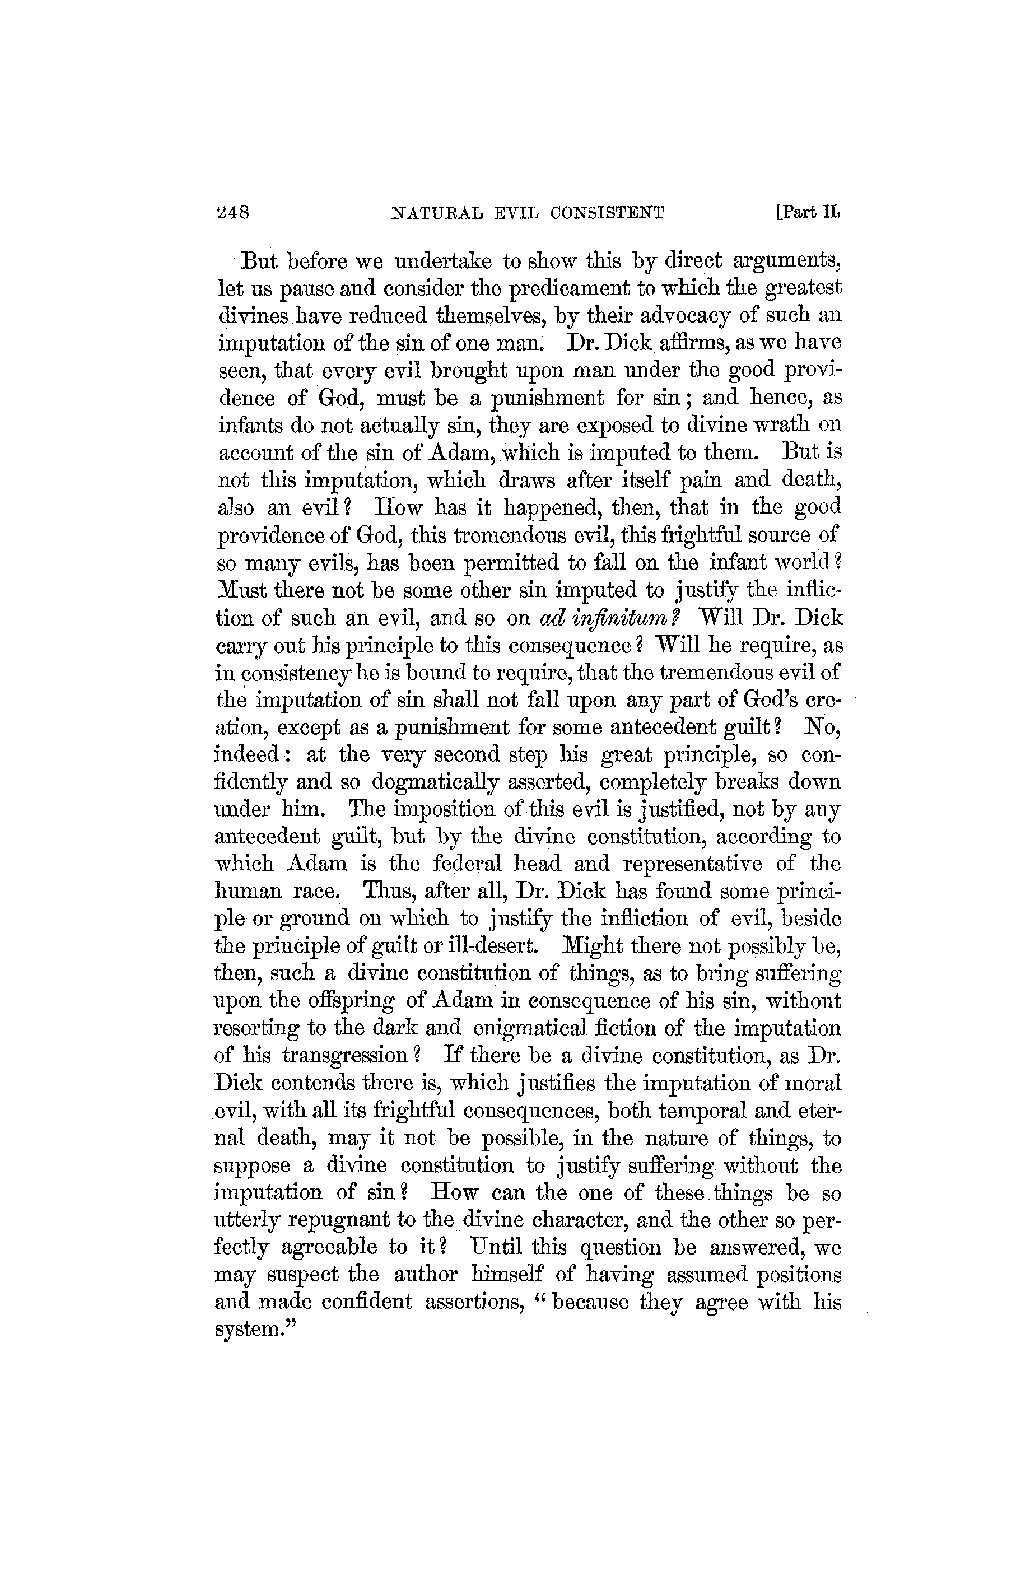 248 NATURAL EVIL CONSISTENT [Part II,
But before we undertake to show this by direct arguments,
let us pause and consider the predicament to which the greatest
divines have reduced themselves, by their advocacy of such an
imputation of the sin of one man. Dr. Dick affirms, as we have
seen, that every evil brought upon man under the good provi-
dence of God, must be a punishment for sin; and hence, as
infants do not actually sin, they are exposed to divine wrath on
account of the sin of Adam, which is imputed to them. But is
not this imputation, which draws after itself pain and death,
also an evil? How has it happened, then, that in the good
providence of God, this tremendous evil, this frightful source of
so many evils, has been permitted to fall on the infant world?
Must there not be some other sin imputed to justify the inflic-
tion of such an evil, and so on ad infinitum? Will Dr. Dick
carry out his principle to this consequence? Will he require, as
in consistency he is bound to require, that the tremendous evil of
the imputation of sin shall not fall upon any part of God's cre-
ation, except as a punishment for some antecedent guilt? No,
indeed: at the very second step his great principle, so con-
fidently and so dogmatically asserted, completely breaks down
under him. The imposition of this evil is justified, not by any
antecedent guilt, but by the divine constitution, according to
which Adam is the federal head and representative of the
human race. Thus, after all, Dr. Dick has found some princi-
ple or ground on which to justify the infliction of evil, beside
the principle of guilt or ill-desert. Might there not possibly be,
then, such a divine constitution of things, as to bring suffering
upon the offspring of Adam in consequence of his sin, without
resorting to the dark and enigmatical fiction of the imputation
of his transgression? If there be a divine constitution, as Dr.
Dick contends there is, which justifies the imputation of moral
evil, with all its frightful consequences, both temporal and eter-
nal death, may it not be possible, in the nature of things, to
suppose a divine constitution to justify suffering without the
imputation of sin? How can the one of these things be so
utterly repugnant to the divine character, and the other so per-
fectly agreeable to it? Until this question be answered, we
may suspect the author himself of having assumed positions
and made confident assertions, "because they agree with his
system."